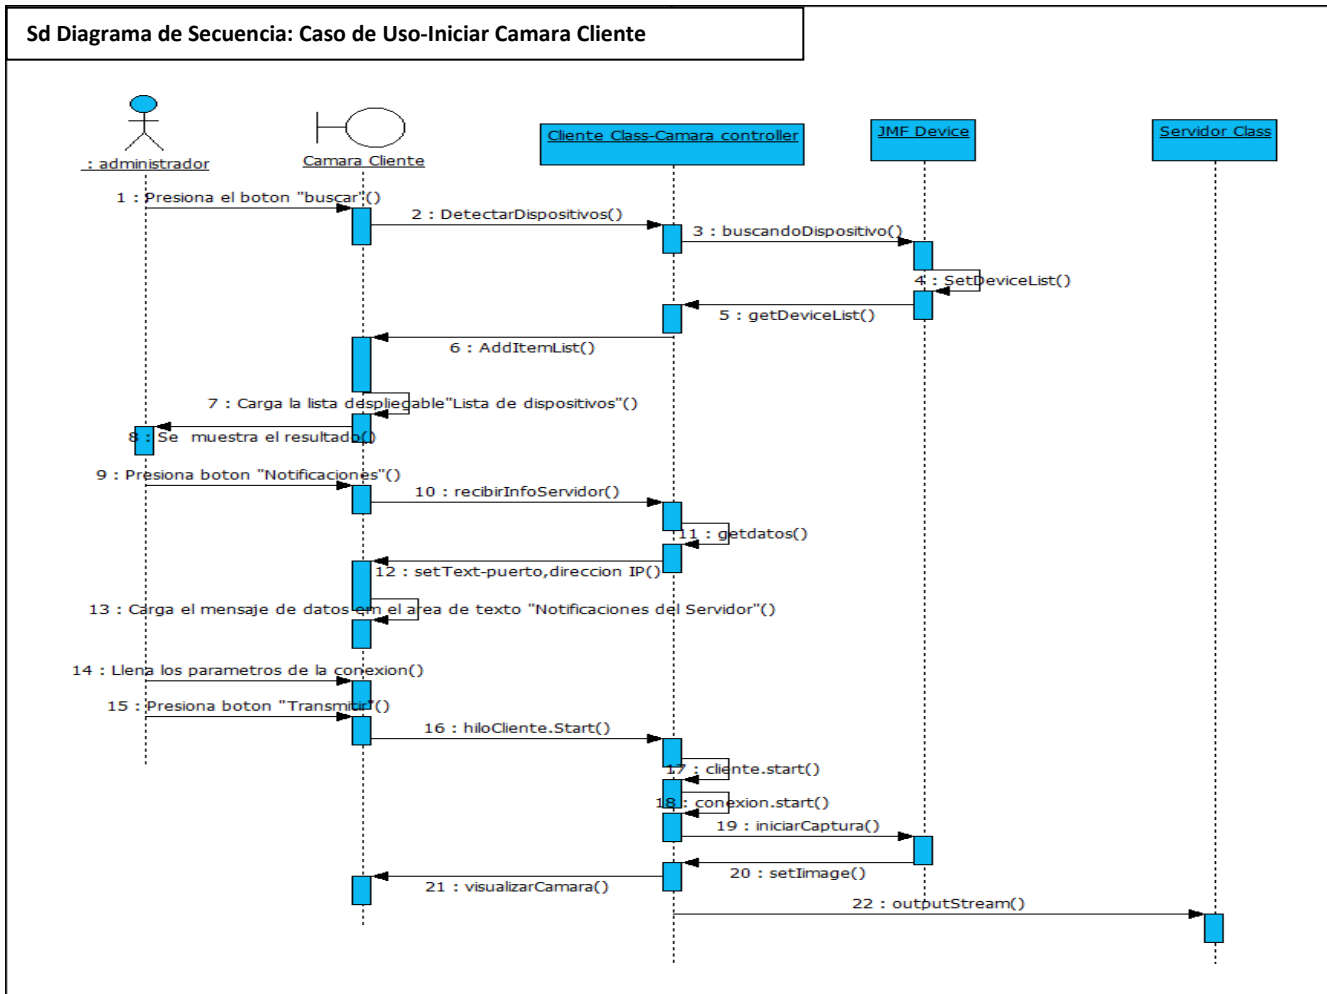 Sd Diagrama de Secuencia: Caso de Uso-Iniciar Camara Cliente
: administrador
Camara Cliente
Cliente Class-Camara controller
JMF Device
Servidor Class
1 : Presiona el boton "buscar"()
2 : DetectarDispositivos()
3 : buscandoDispositivo()
4 : SetDeviceList()
5 : getDeviceList()
6 : AddItemList()
7 : Carga la lista despliegable"Lista de dispositivos"()
8 : Se muestra el resultado()
9 : Presiona boton "Notificaciones"()
10 : recibirInfoServidor()
11 : getdatos()
12 : setText-puerto,direccion IP()
13 : Carga el mensaje de datos em el area de texto "Notificaciones del Servidor"()
14 : Llena los parametros de la conexion()
15 : Presiona boton "Transmitir"()
16 : hiloCliente.Start()
17 : cliente.start()
18 : conexion.start()
19 : iniciarCaptura()
20 : setIimage()
21 : visualizarCamara()
22 : outputStream()